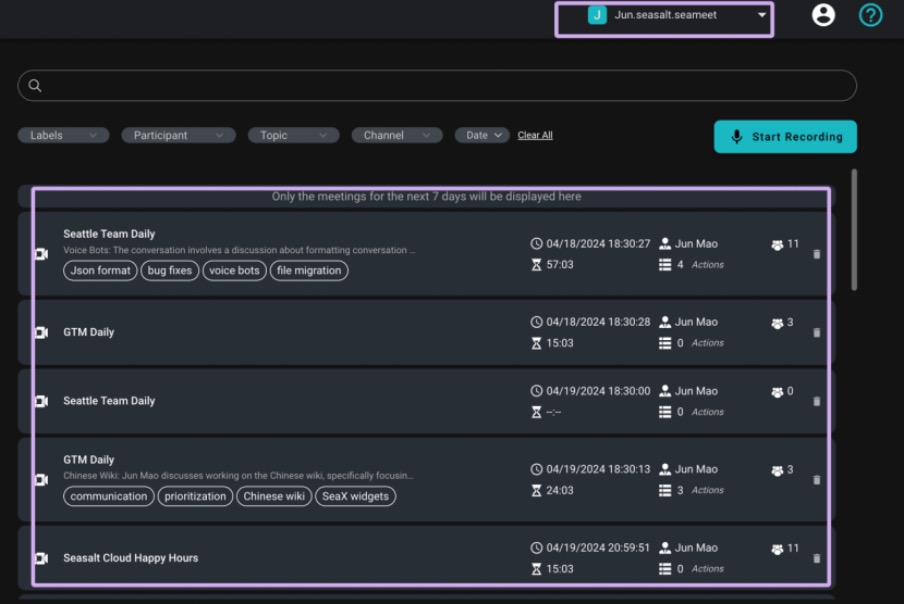 J Jun.seasalt.seameet
Labels Participant Topic Channel Date Clear All Start Recording
Only the meetings for the next 7 days will be displayed here
Seattle Team Daily
Voice Bots: The conversation involves a discussion about formatting conversation ...
Json format bug fixes voice bots file migration
04/18/2024 18:30:27 Jun Mao 11
57:03 4 Actions
GTM Daily
04/18/2024 18:30:28 Jun Mao 3
15:03 0 Actions
Seattle Team Daily
04/19/2024 18:30:00 Jun Mao 0
--:-- 0 Actions
GTM Daily
Chinese Wiki: Jun Mao discusses working on the Chinese wiki, specifically focusin...
communication prioritization Chinese wiki SeaX widgets
04/19/2024 18:30:13 Jun Mao 3
24:03 3 Actions
Seasalt Cloud Happy Hours
04/19/2024 20:59:51 Jun Mao 11
15:03 0 Actions